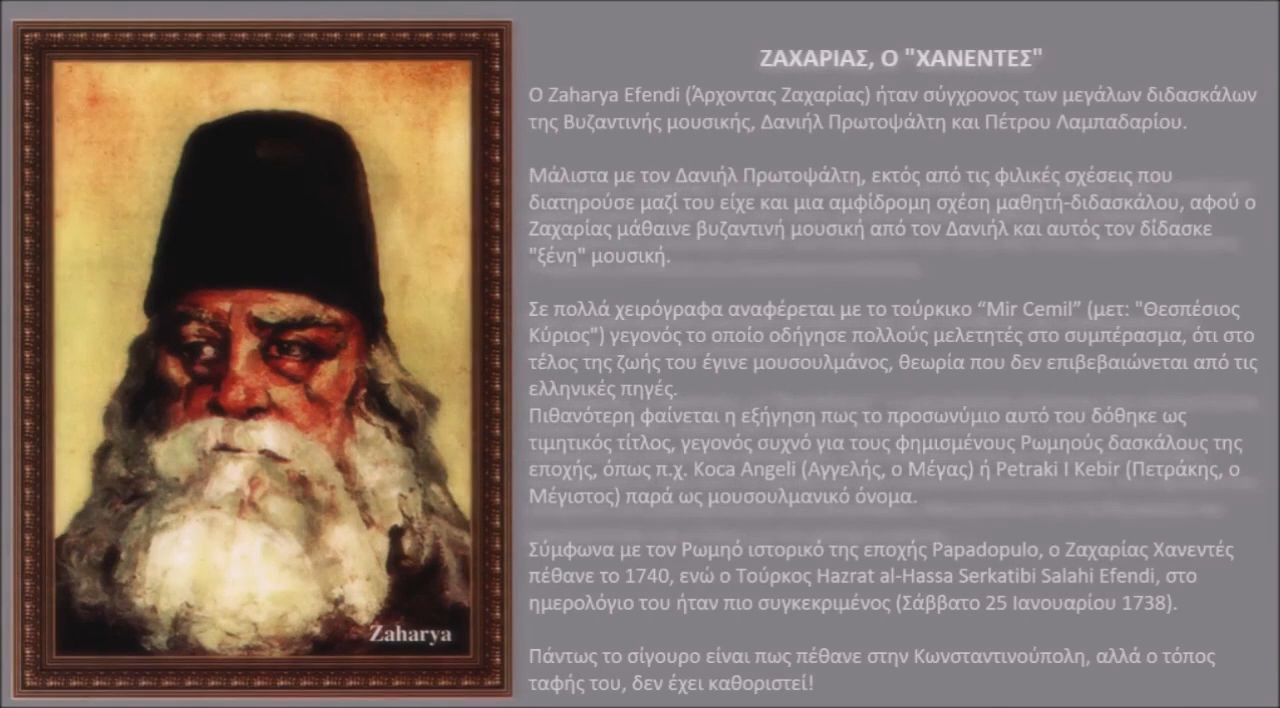 Zaharya
ΖΑΧΑΡΙΑΣ, Ο "ΧΑΝΕΝΤΕΣ"
Ο Zaharya Efendi (Άρχοντας Ζαχαρίας) ήταν σύγχρονος των μεγάλων διδασκάλων
της Βυζαντινής μουσικής, Δανιήλ Πρωτοψάλτη και Πέτρου Λαμπαδαρίου.
Μάλιστα με τον Δανιήλ Πρωτοψάλτη, εκτός από τις φιλικές σχέσεις που
διατηρούσε μαζί του είχε και μια αμφίδρομη σχέση μαθητή-διδασκάλου, αφού ο
Ζαχαρίας μάθαινε βυζαντινή μουσική από τον Δανιήλ και αυτός τον δίδασκε
"ξένη" μουσική.
Σε πολλά χειρόγραφα αναφέρεται με το τούρκικο “Mir Cemil” (μετ: "Θεσπέσιος
Κύριος") γεγονός το οποίο οδήγησε πολλούς μελετητές στο συμπέρασμα, ότι στο
τέλος της ζωής του έγινε μουσουλμάνος, θεωρία που δεν επιβεβαιώνεται από τις
ελληνικές πηγές.
Πιθανότερη φαίνεται η εξήγηση πως το προσωνύμιο αυτό του δόθηκε ως
τιμητικός τίτλος, γεγονός συχνό για τους φημισμένους Ρωμηούς δασκάλους της
εποχής, όπως π.χ. Koca Angeli (Αγγελής, ο Μέγας) ή Petraki I Kebir (Πετράκης, ο
Μέγιστος) παρά ως μουσουλμανικό όνομα.
Σύμφωνα με τον Ρωμηό ιστορικό της εποχής Papadopulo, ο Ζαχαρίας Χανεντές
πέθανε το 1740, ενώ ο Τούρκος Hazrat al-Hassa Serkatibi Salahi Efendi, στο
ημερολόγιο του ήταν πιο συγκεκριμένος (Σάββατο 25 Ιανουαρίου 1738).
Πάντως το σίγουρο είναι πως πέθανε στην Κωνσταντινούπολη, αλλά ο τόπος
ταφής του, δεν έχει καθοριστεί!